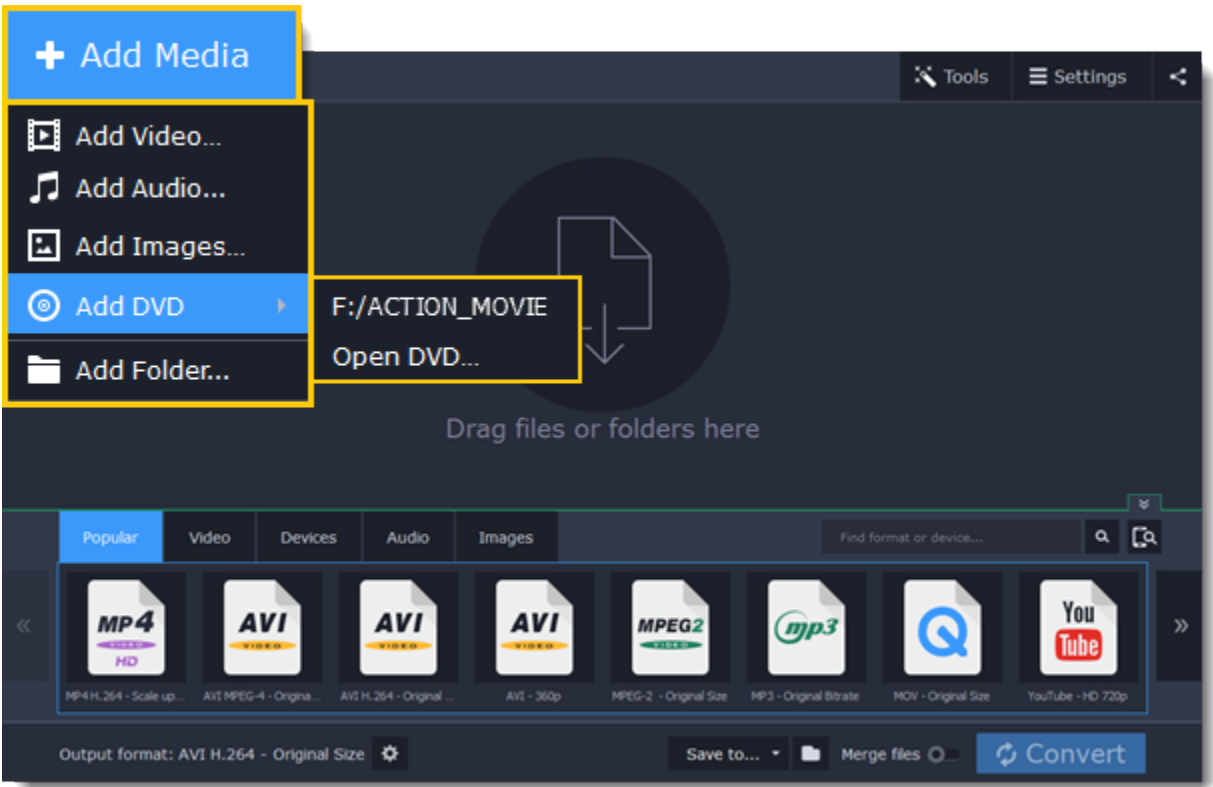 Add Media
Tools
Settings
Add Video...
Add Audio...
Add Images...
Add DVD
F:/ACTION_MOVIE
Open DVD...
Add Folder...
Drag files or folders here
Popular
Video
Devices
Audio
Images
Find format or device...
MP4
VIDEO
HD
AVI
VIDEO
AVI
VIDEO
AVI
VIDEO
MPEG2
VIDEO
mp3
You
Tube
MP4 H.264 - Scale up...
AVI MPEG-4 - Origina...
AVI H.264 - Original ...
AVI - 360p
MPEG-2 - Original Size
MP3 - Original Bitrate
MOV - Original Size
YouTube - HD 720p
Output format: AVI H.264 - Original Size
Save to...
Merge files
Convert